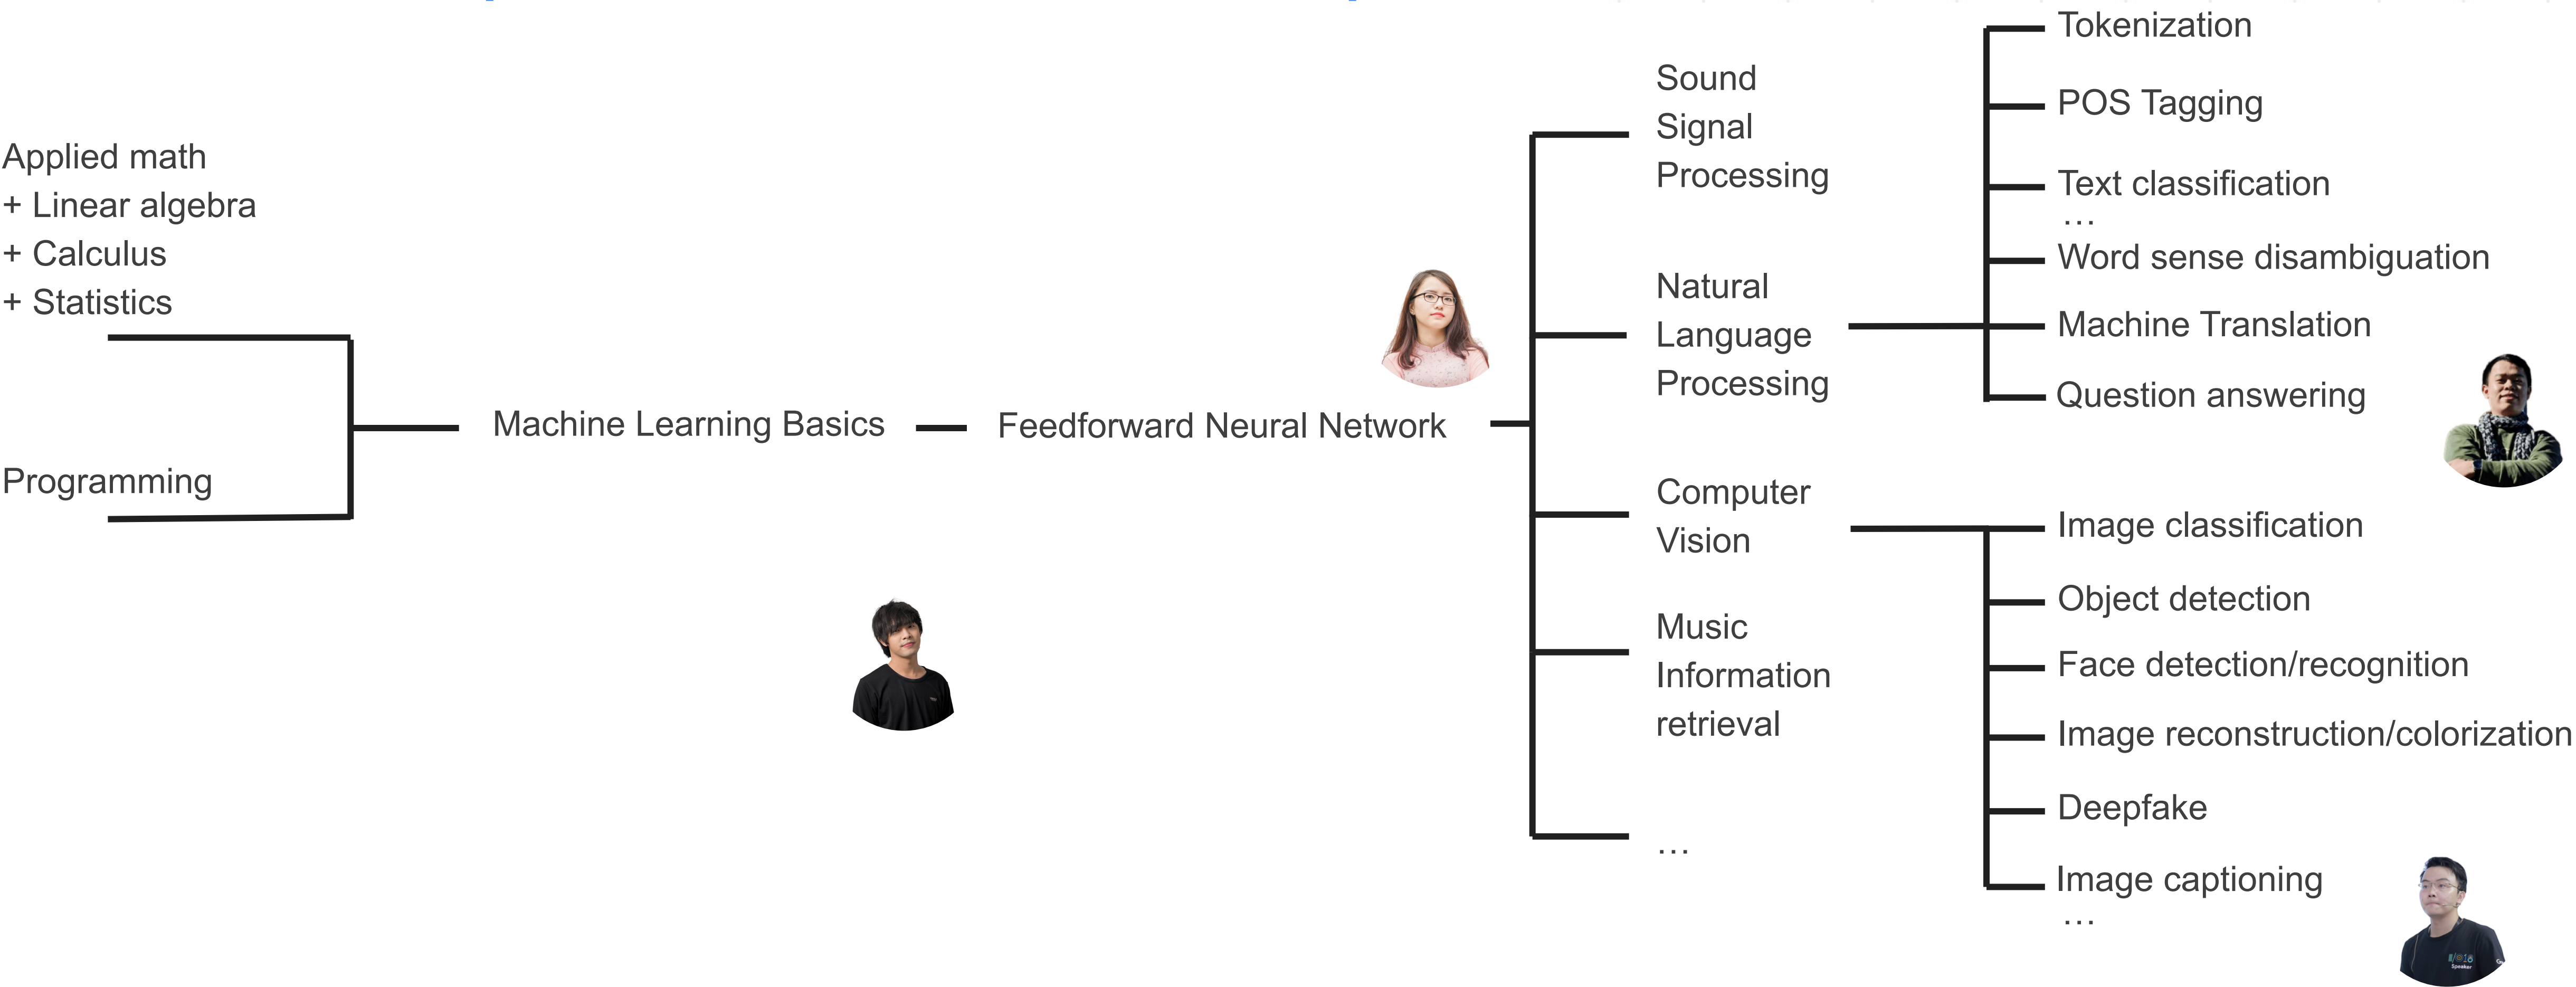 Applied math
+ Linear algebra
+ Calculus
+ Statistics
Programming
Machine Learning Basics
Feedforward Neural Network
Sound
Signal
Processing
Natural
Language
Processing
Computer
Vision
Music
Information
retrieval
…
Tokenization
POS Tagging
Text classification
…
Word sense disambiguation
Machine Translation
Question answering
Image classification
Object detection
Face detection/recognition
Image reconstruction/colorization
Deepfake
Image captioning
…
I/O18
Speaker